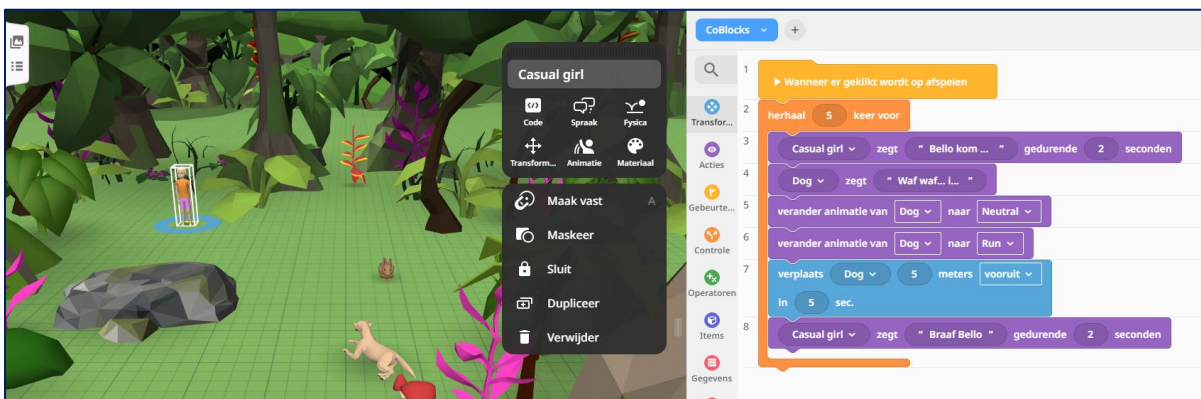 Casual girl
Code Spraak Fysica
Transform... Animatie Materiaal
Maak vast A
Maskeer
Sluit
Dupliceer
Verwijder
CoBlocks +
Transfor...
Acties
Gebeurte...
Controle
Operatoren
Items
Gegevens
1 Wanneer er geklikt wordt op afspelen
2 herhaal 5 keer voor
3 Casual girl zegt " Bello kom ... " gedurende 2 seconden
4 Dog zegt " Waf waf... i... "
5 verander animatie van Dog naar Neutral
6 verander animatie van Dog naar Run
7 verplaats Dog 5 meters vooruit
in 5 sec.
8 Casual girl zegt " Braaf Bello " gedurende 2 seconden